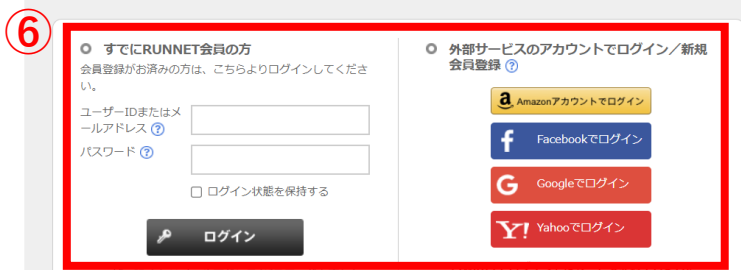 ⑥
すでにRUNNET会員の方
会員登録がお済みの方は、こちらよりログインしてくださ
い。
ユーザーIDまたはメ
ールアドレス ?
パスワード ?
ログイン状態を保持する
ログイン
外部サービスのアカウントでログイン／新規
会員登録 ?
a Amazonアカウントでログイン
f Facebookでログイン
G Googleでログイン
Y! Yahooでログイン